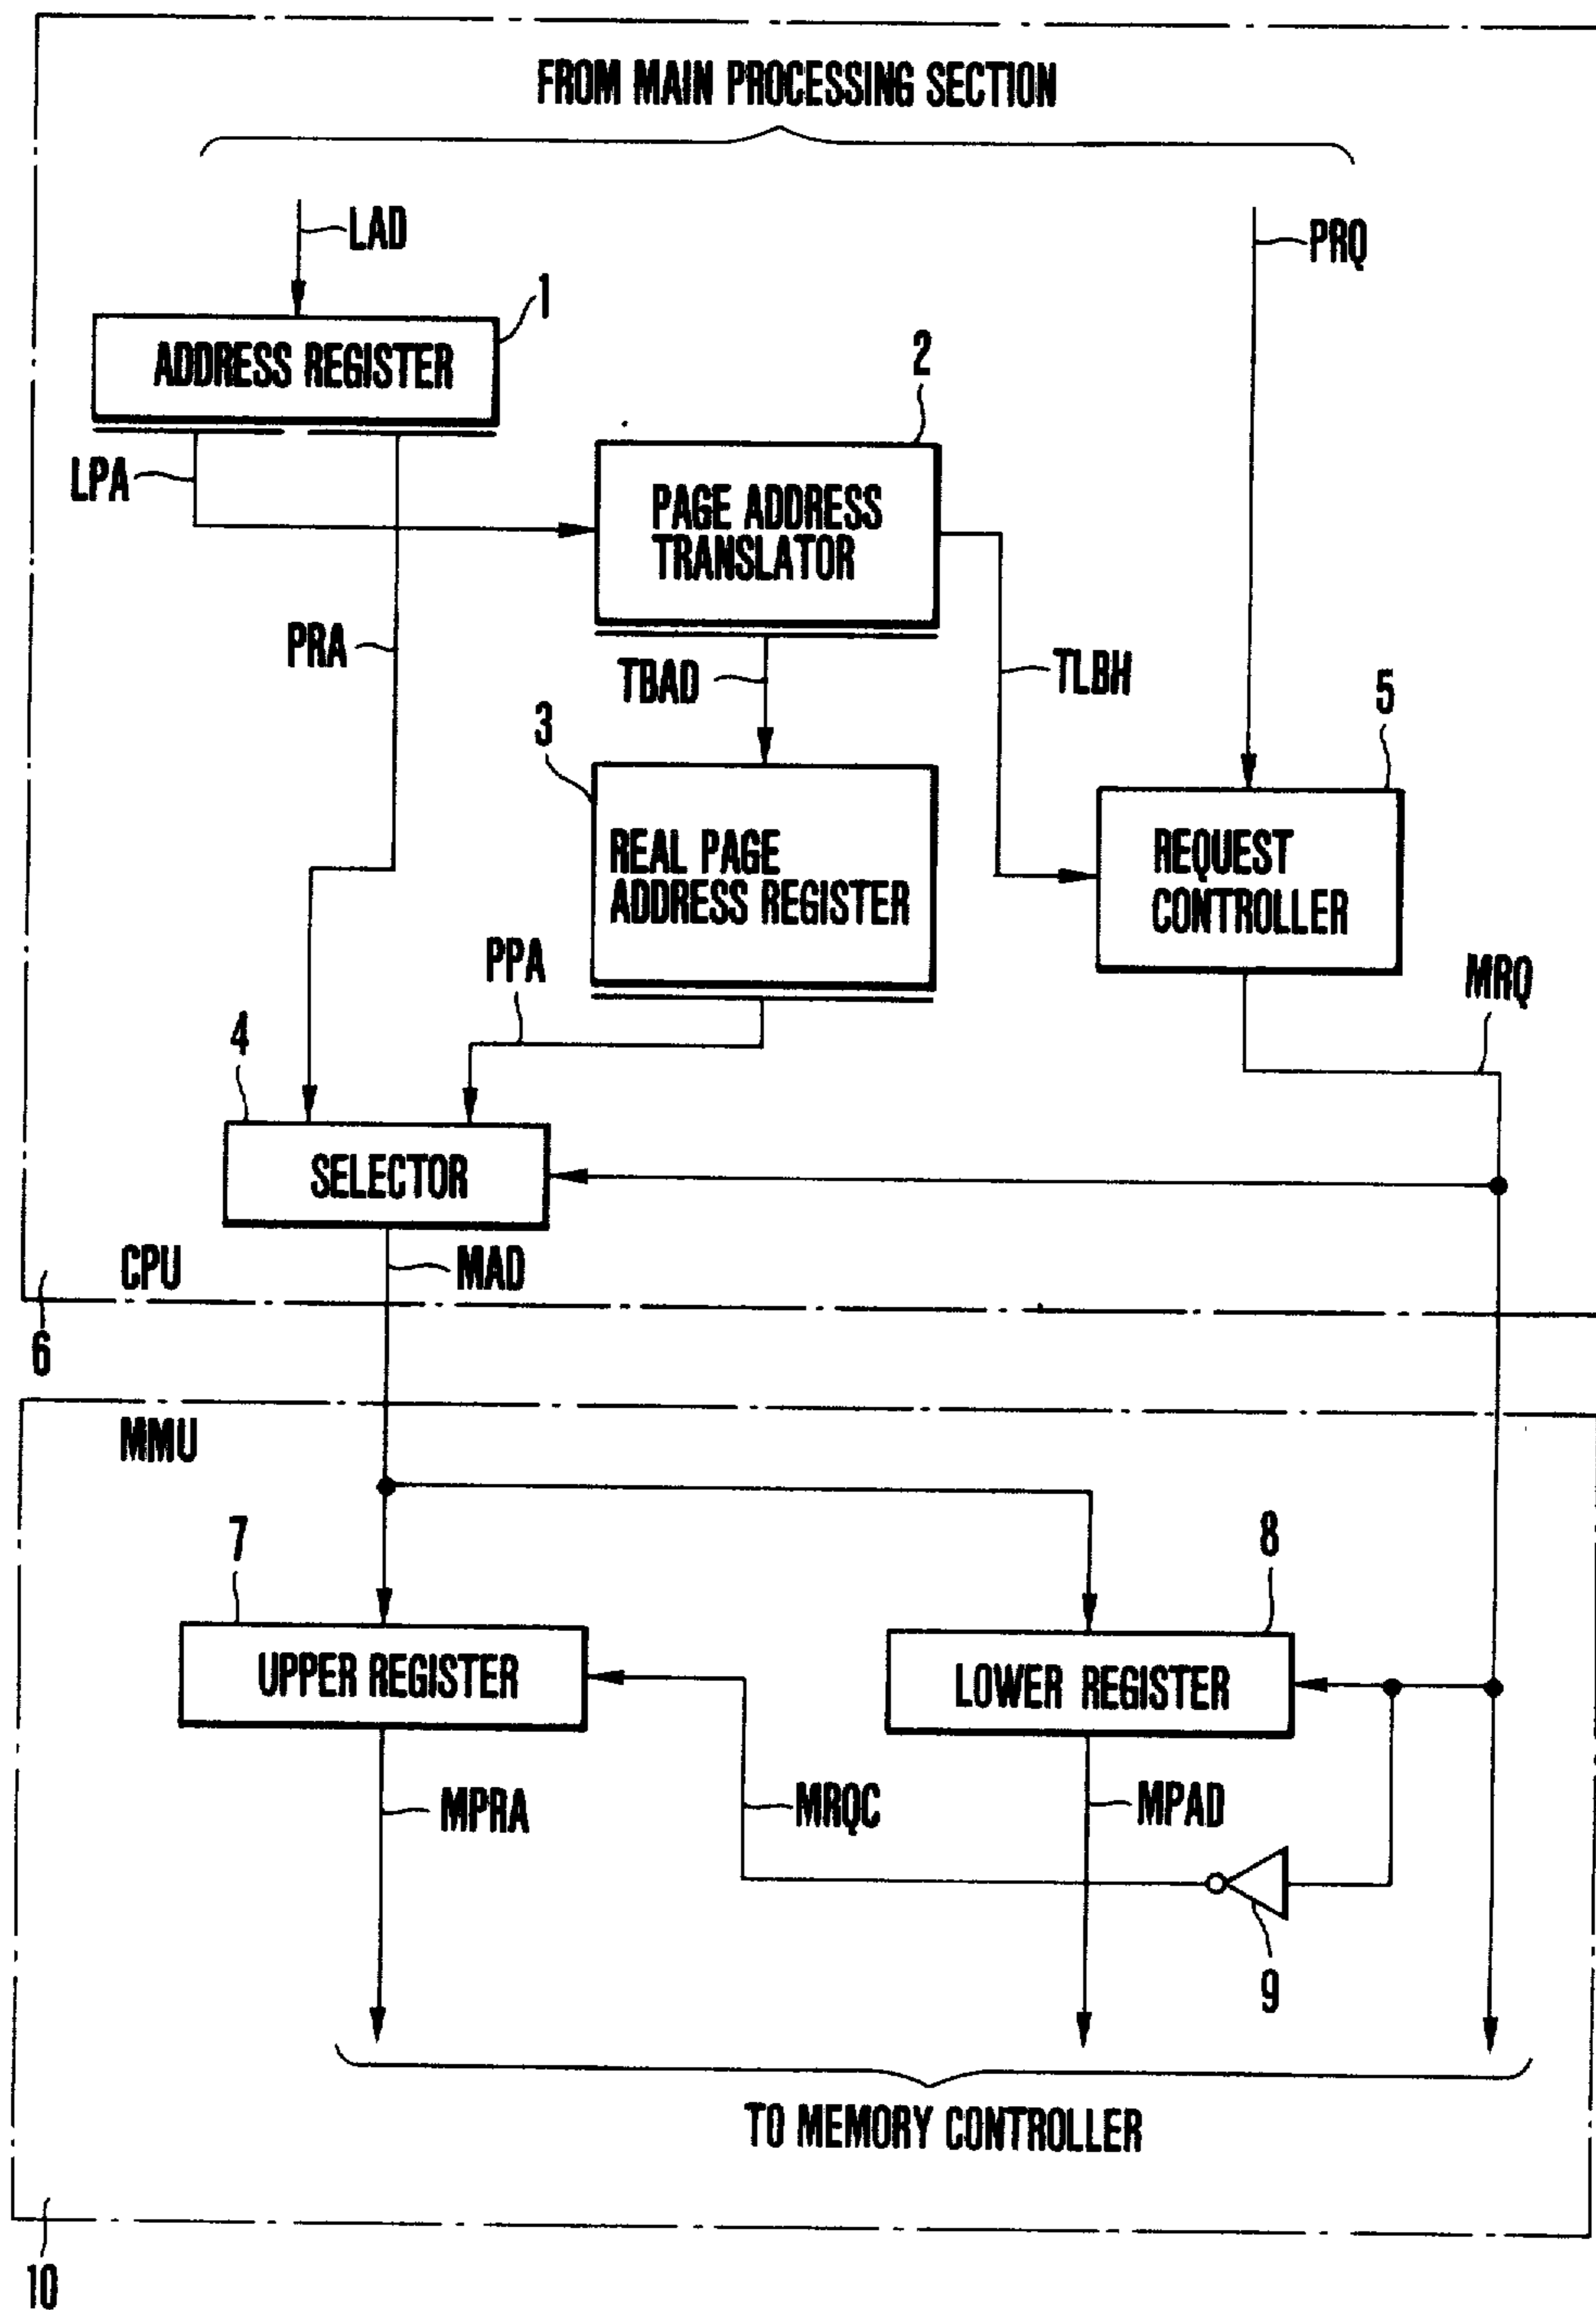 FROM MAIN PROCESSING SECTION
LAD
PRQ
1
ADDRESS REGISTER
2
LPA
PAGE ADDRESS
TRANSLATOR
PRA
TBAD
TLBH
3
5
REAL PAGE
ADDRESS REGISTER
REQUEST
CONTROLLER
PPA
MRQ
4
SELECTOR
CPU
MAD
6
MMU
7
8
UPPER REGISTER
LOWER REGISTER
MPRA
MRQC
MPAD
9
TO MEMORY CONTROLLER
10